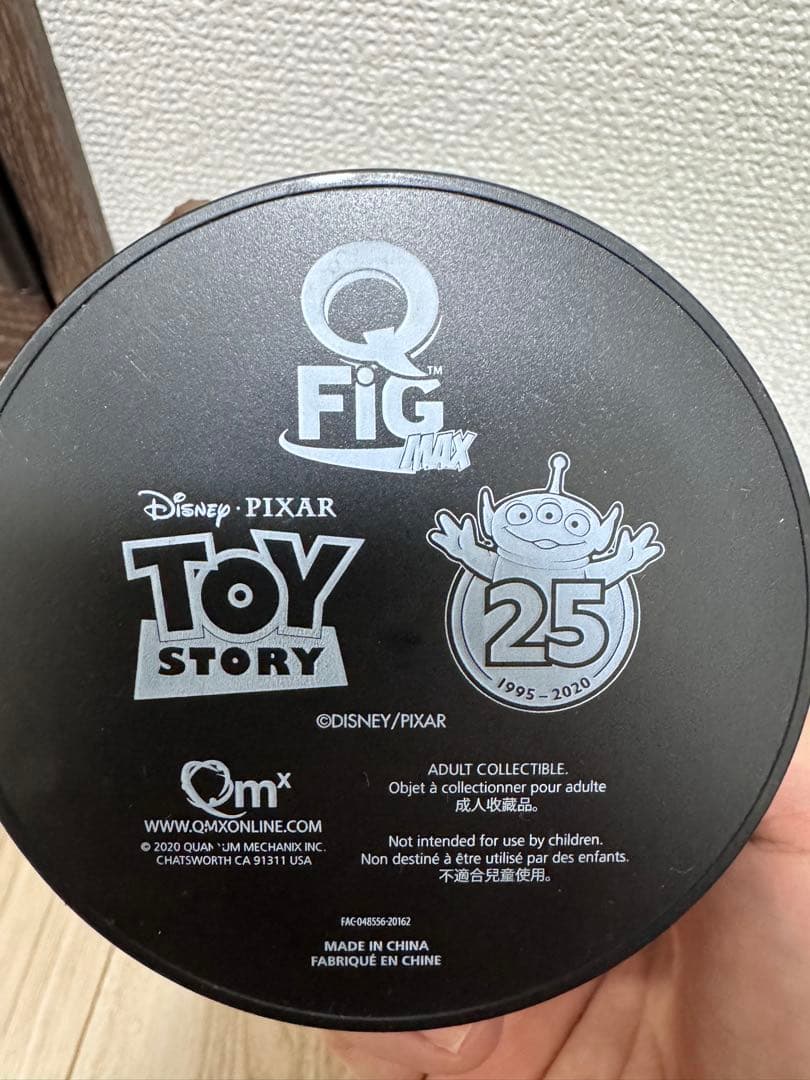 Q
FiG™
MAX
Disney · PIXAR
TOY
STORY
25
1995-2020
©DISNEY/PIXAR
Qmx
WWW.QMXONLINE.COM
© 2020 QUANTUM MECHANIX INC.
CHATSWORTH CA 91311 USA
ADULT COLLECTIBLE.
Objet à collectionner pour adulte
成人收藏品。
Not intended for use by children.
Non destiné à être utilisé par des enfants.
不適合兒童使用。
FAC-048556-20162
MADE IN CHINA
FABRIQUÉ EN CHINE